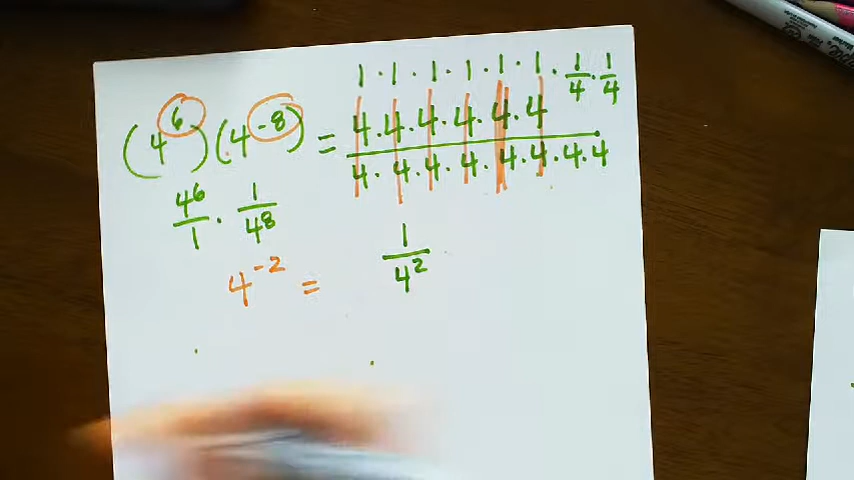 1 · 1 · 1 · 1 · 1 · 1 · 1/4 · 1/4
(4^6)(4^-8) = 4·4·4·4·4·4 / 4·4·4·4·4·4·4·4
4^6/1 · 1/4^8
4^-2 = 1/4^2